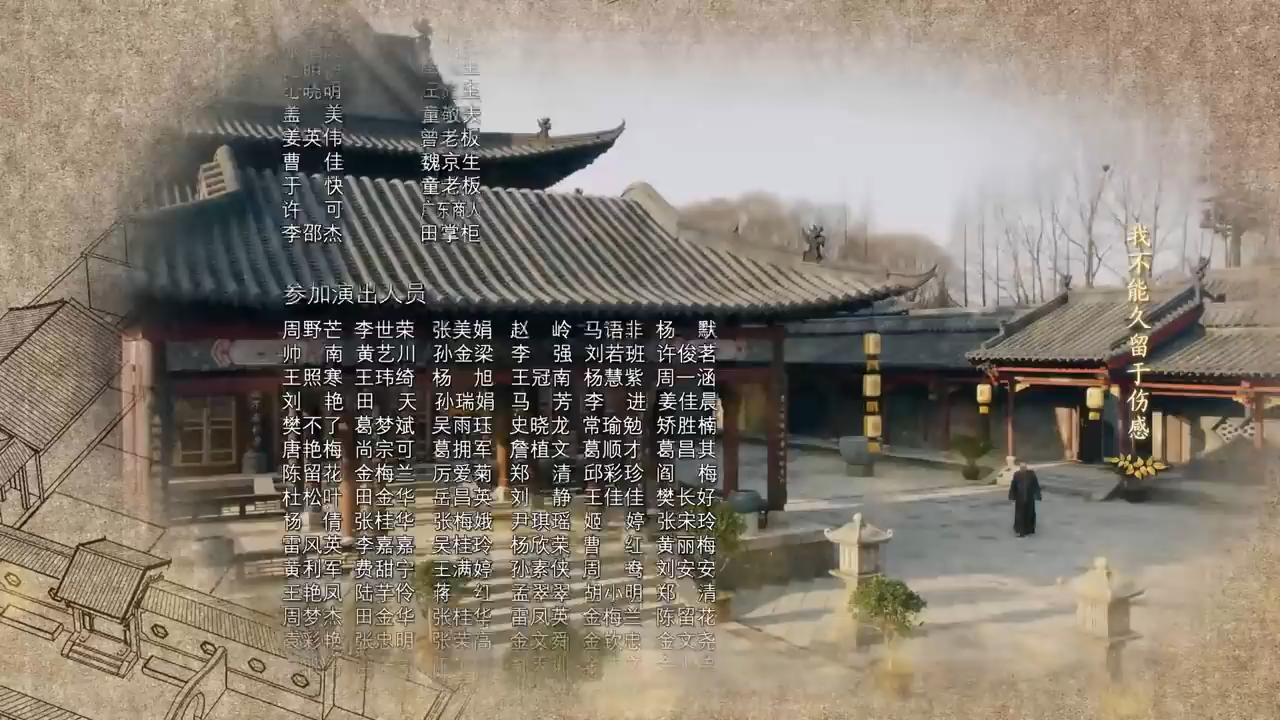 盖 美 童敬夫
姜英伟 曾老板
曹 佳 魏京生
于 快 童老板
许 可 广东商人
李邵杰 田掌柜
参加演出人员
周野芒 李世荣 张美娟 赵 岭 马语非 杨 默
帅 南 黄艺川 孙金梁 李 强 刘若班 许俊茗
王照寒 王玮绮 杨 旭 王冠南 杨慧紫 周一涵
刘 艳 田 天 孙瑞娟 马 芳 李 进 姜佳晨
樊不了 葛梦斌 吴雨珏 史晓龙 常瑜勉 矫胜楠
唐艳梅 尚宗可 葛拥军 詹植文 葛顺才 葛昌其
陈留花 金梅兰 厉爱菊 郑 清 邱彩珍 阎 梅
杜松叶 田金华 岳昌英 刘 静 王佳佳 樊长好
杨 倩 张桂华 张梅娥 尹琪瑶 姬 婷 张宋玲
雷风英 李嘉嘉 吴桂玲 杨欣荣 曹 红 黄丽梅
黄利军 费甜宁 王满婷 孙素侠 周 鸯 刘安安
王艳凤 陆芋伶 蒋 红 孟翠翠 胡小明 郑 清
周梦杰 田金华 张桂华 雷凤英 金梅兰 陈留花
袁彩艳 张忠明 张荣高 金文舜 金钦忠 金文尧
我不能久留于伤感